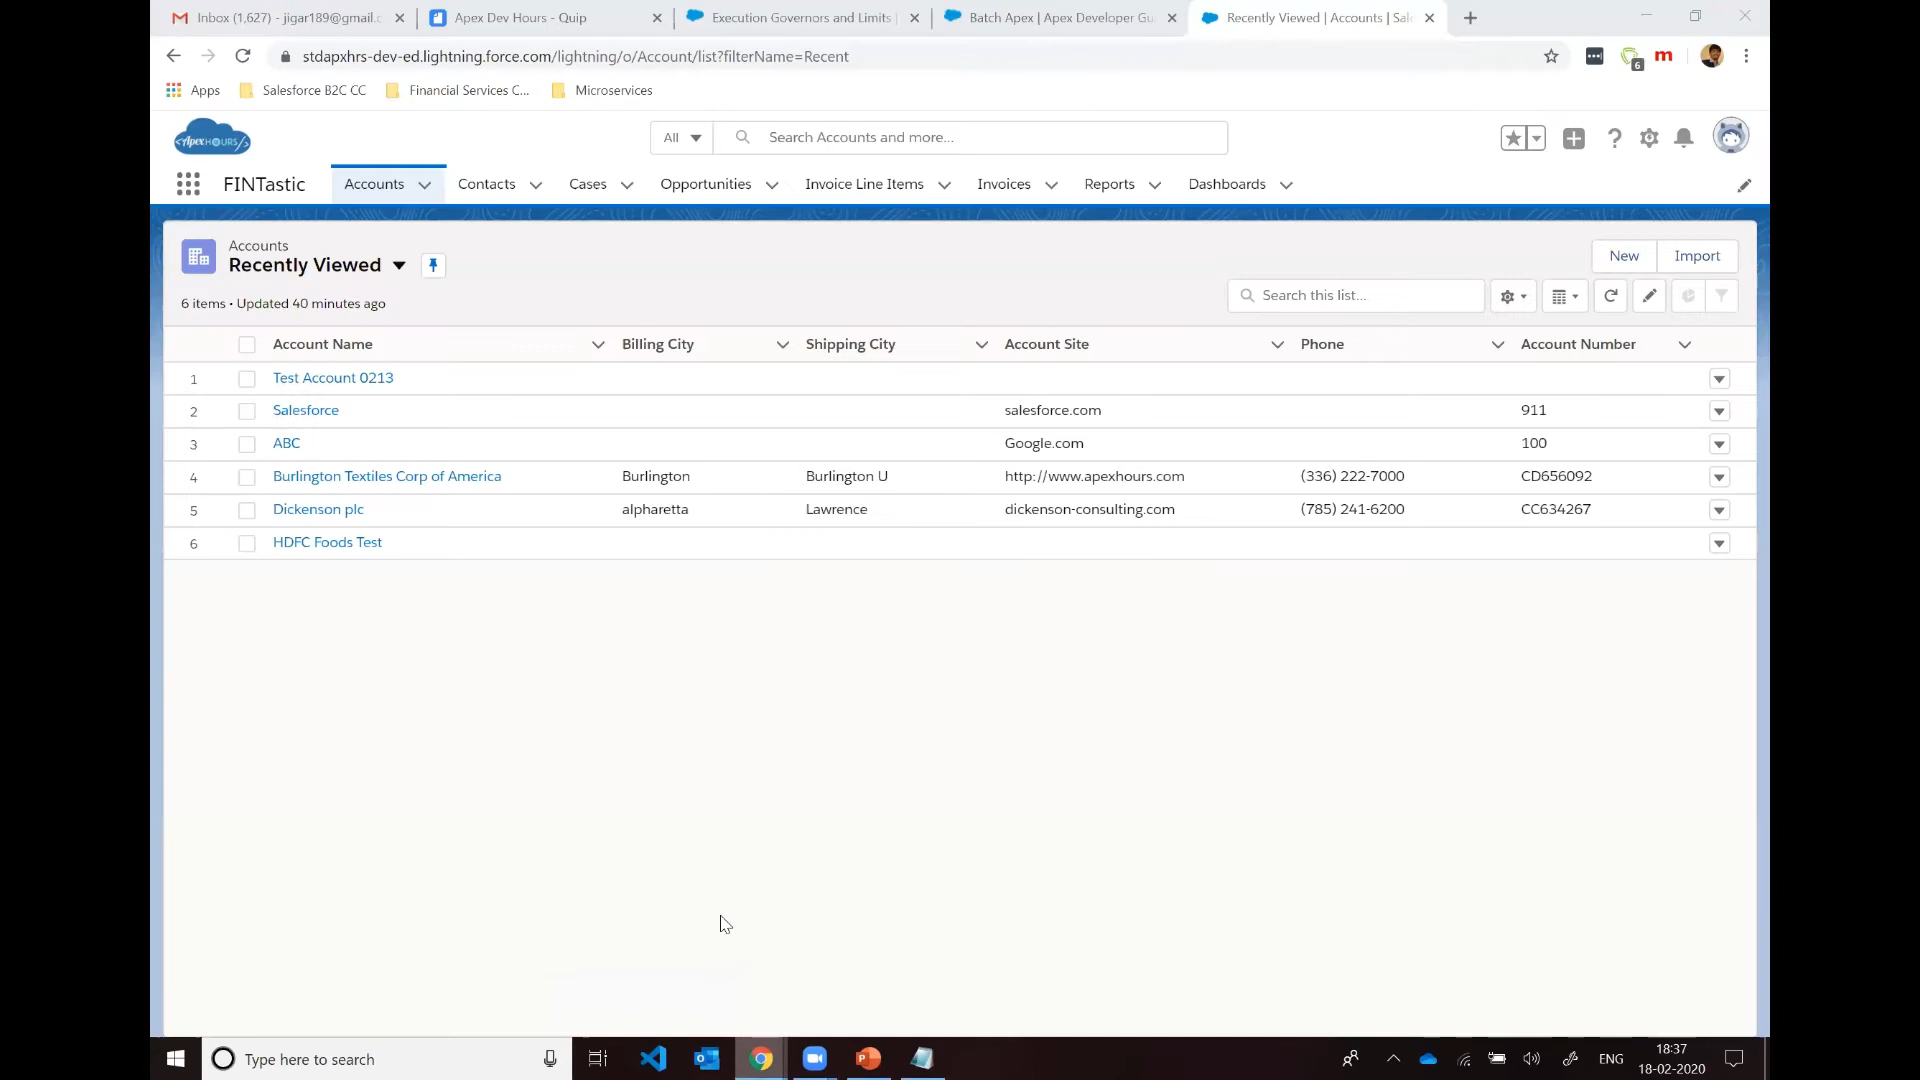 Inbox (1,627) - jigar189@gmail.c
Apex Dev Hours - Quip
Execution Governors and Limits |
Batch Apex | Apex Developer Gu
Recently Viewed | Accounts | Sal
stdapxhrs-dev-ed.lightning.force.com/lightning/o/Account/list?filterName=Recent
6
m
Apps
Salesforce B2C CC
Financial Services C...
Microservices
ApexHOURS
All
Search Accounts and more...
FINTastic
Accounts
Contacts
Cases
Opportunities
Invoice Line Items
Invoices
Reports
Dashboards
Accounts
Recently Viewed
New
Import
6 items • Updated 40 minutes ago
Search this list...
Account Name Billing City Shipping City Account Site Phone Account Number
1 Test Account 0213
2 Salesforce salesforce.com 911
3 ABC Google.com 100
4 Burlington Textiles Corp of America Burlington Burlington U http://www.apexhours.com (336) 222-7000 CD656092
5 Dickenson plc alpharetta Lawrence dickenson-consulting.com (785) 241-6200 CC634267
6 HDFC Foods Test
Type here to search
ENG
18:37
18-02-2020